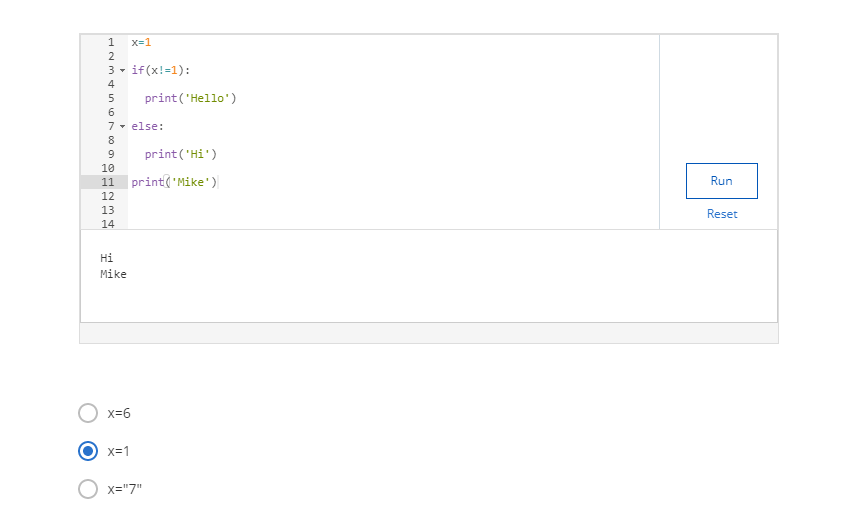 1 x=1
2
3 if(x!=1):
4
5 print('Hello')
6
7 else:
8
9 print('Hi')
10
11 print('Mike')
12
13
14
Run
Reset
Hi
Mike
x=6
x=1
x="7"